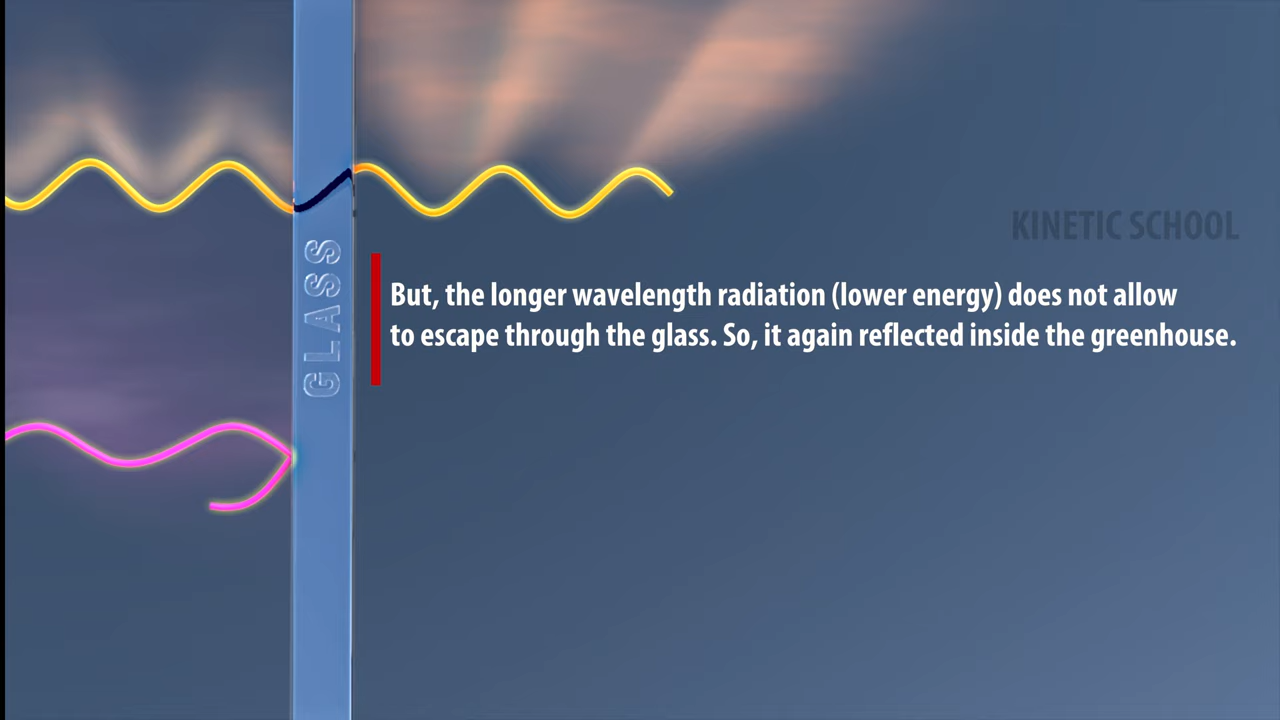 KINETIC SCHOOL
GLASS
But, the longer wavelength radiation (lower energy) does not allow
to escape through the glass. So, it again reflected inside the greenhouse.